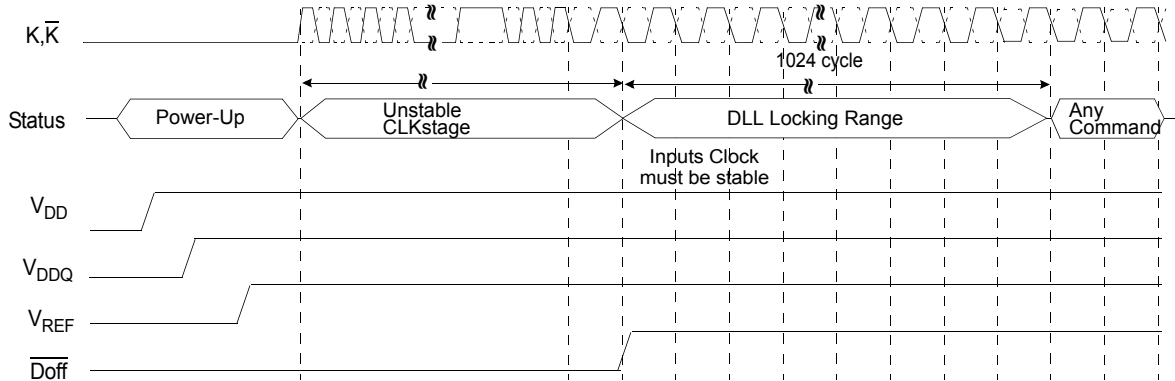 K,K̅
1024 cycle
Status
Power-Up
Unstable
CLKstage
DLL Locking Range
Any
Command
Inputs Clock
must be stable
VDD
VDDQ
VREF
D̅o̅f̅f̅